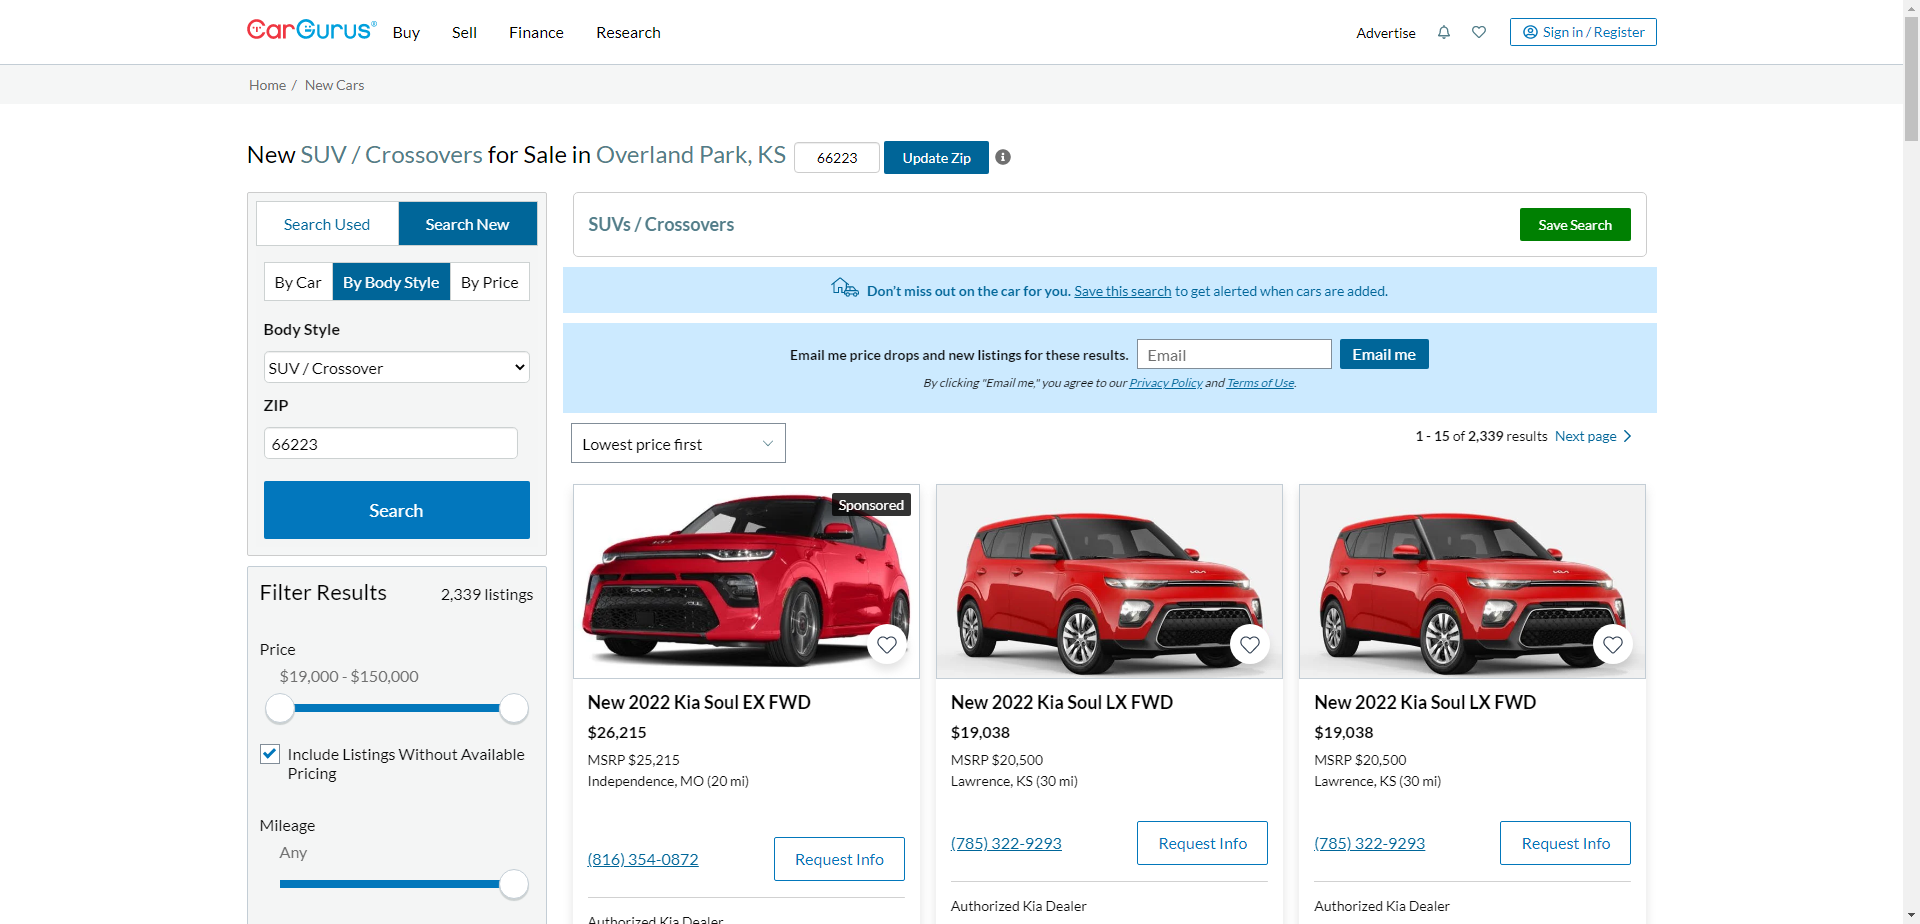 CarGurus®
Buy
Sell
Finance
Research
Advertise
Sign in / Register
Home / New Cars
New SUV / Crossovers for Sale in Overland Park, KS
66223
Update Zip
Search Used
Search New
By Car
By Body Style
By Price
Body Style
SUV / Crossover
ZIP
66223
Search
Filter Results
2,339 listings
Price
$19,000 - $150,000
Include Listings Without Available
Pricing
Mileage
Any
SUVs / Crossovers
Save Search
Don't miss out on the car for you. Save this search to get alerted when cars are added.
Email me price drops and new listings for these results.
Email
Email me
By clicking "Email me," you agree to our Privacy Policy and Terms of Use.
Lowest price first
1 - 15 of 2,339 results
Next page
Sponsored
New 2022 Kia Soul EX FWD
$26,215
MSRP $25,215
Independence, MO (20 mi)
(816) 354-0872
Request Info
Authorized Kia Dealer
New 2022 Kia Soul LX FWD
$19,038
MSRP $20,500
Lawrence, KS (30 mi)
(785) 322-9293
Request Info
Authorized Kia Dealer
New 2022 Kia Soul LX FWD
$19,038
MSRP $20,500
Lawrence, KS (30 mi)
(785) 322-9293
Request Info
Authorized Kia Dealer